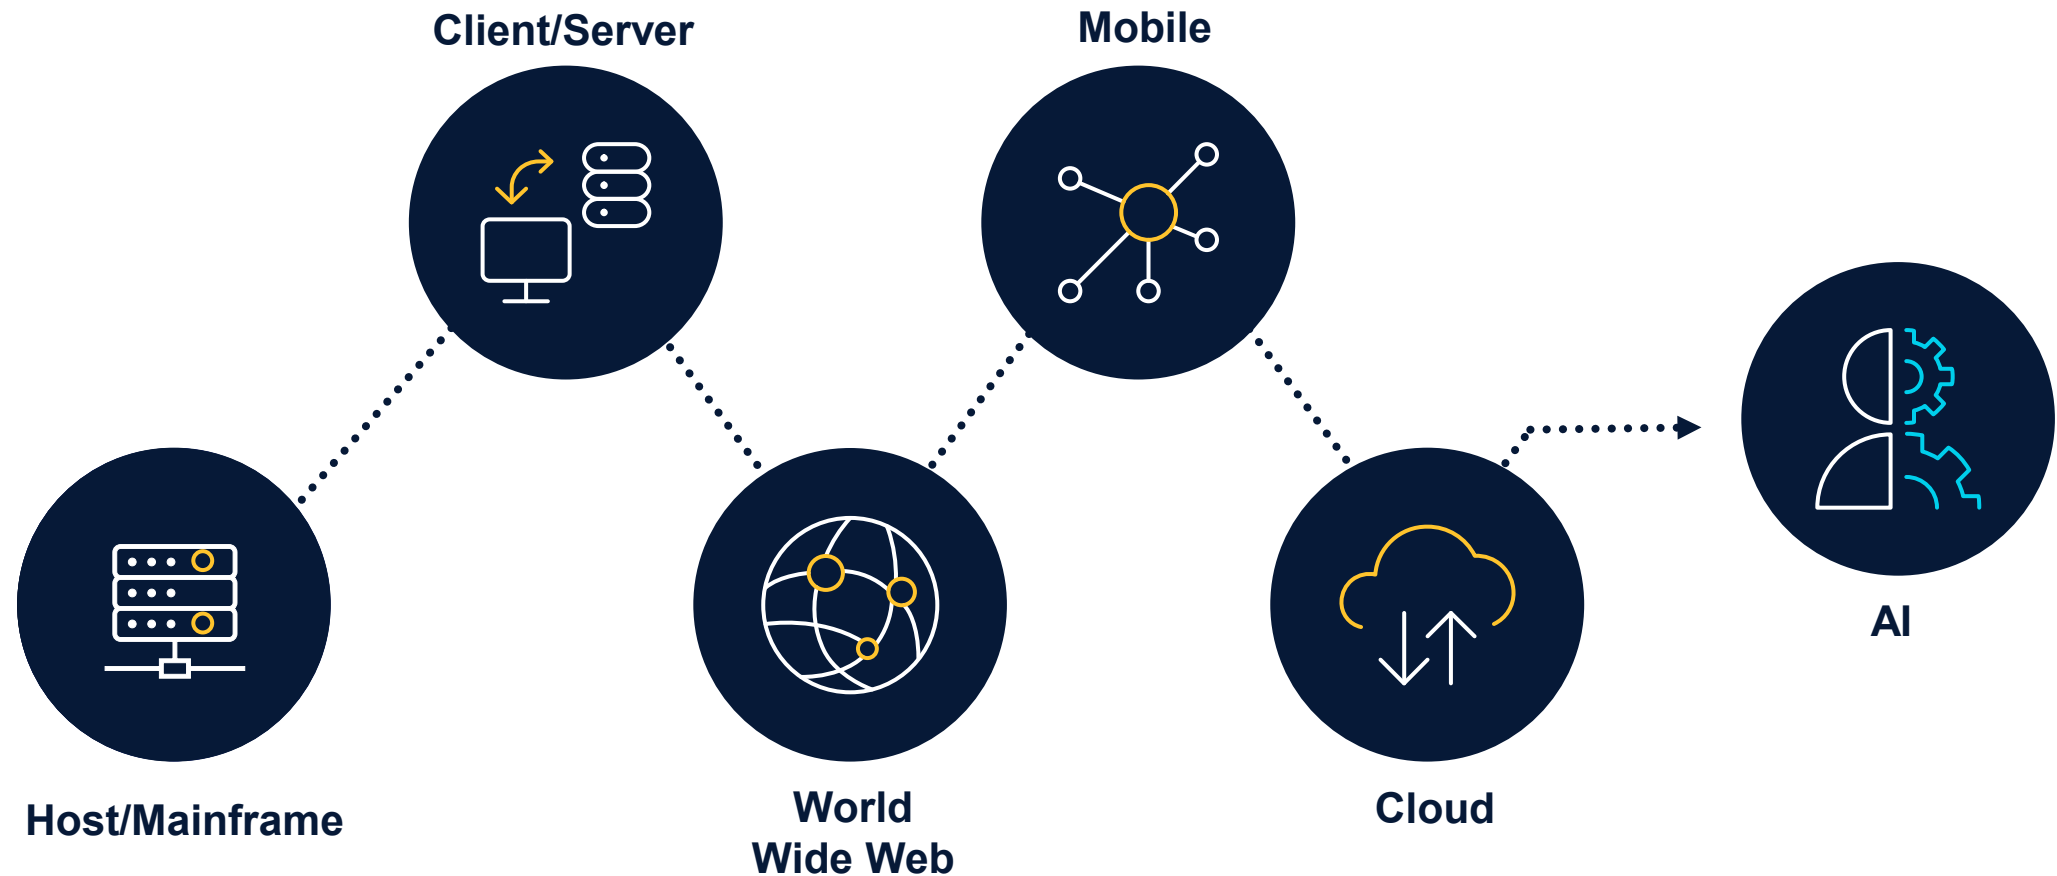 Client/Server
Mobile
Host/Mainframe
World
Wide Web
Cloud
AI